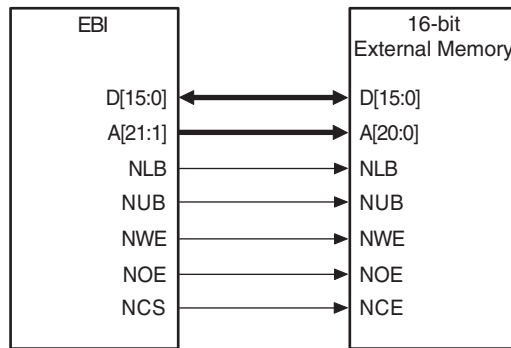 EBI
16-bit
External Memory
D[15:0]
D[15:0]
A[21:1]
A[20:0]
NLB
NLB
NUB
NUB
NWE
NWE
NOE
NOE
NCS
NCE